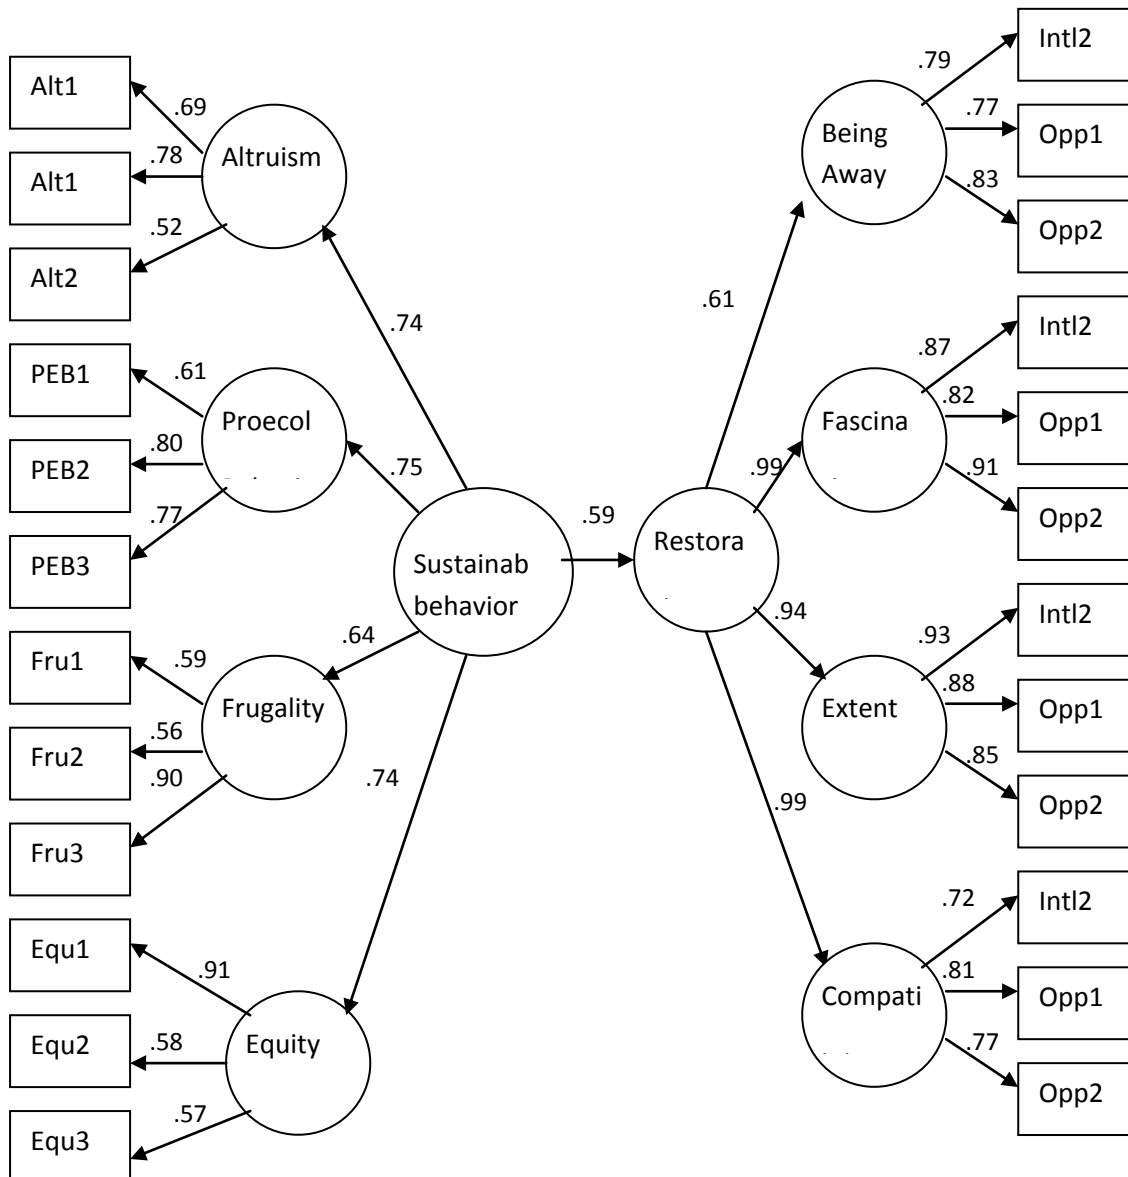 Alt1
Alt1
Alt2
.69
.78
.52
Altruism
PEB1
PEB2
PEB3
.61
.80
.77
Proecol
Fru1
Fru2
Fru3
.59
.56
.90
Frugality
Equ1
Equ2
Equ3
.91
.58
.57
Equity
.74
.75
.64
.74
Sustainab
behavior
.59
Restora
.61
.99
.94
.99
Being
Away
.79
.77
.83
Intl2
Opp1
Opp2
Fascina
.87
.82
.91
Intl2
Opp1
Opp2
Extent
.93
.88
.85
Intl2
Opp1
Opp2
Compati
.72
.81
.77
Intl2
Opp1
Opp2